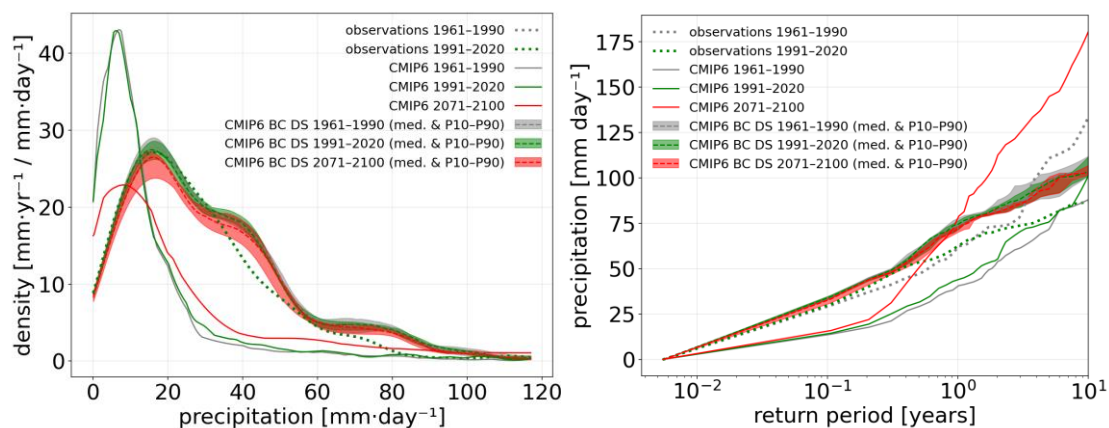 density [mm·yr⁻¹ / mm·day⁻¹]
40
30
20
10
0
observations 1961–1990
observations 1991–2020
CMIP6 1961–1990
CMIP6 1991–2020
CMIP6 2071–2100
CMIP6 BC DS 1961–1990 (med. & P10–P90)
CMIP6 BC DS 1991–2020 (med. & P10–P90)
CMIP6 BC DS 2071–2100 (med. & P10–P90)
0 20 40 60 80 100 120
precipitation [mm·day⁻¹]
precipitation [mm day⁻¹]
175
150
125
100
75
50
25
0
observations 1961–1990
observations 1991–2020
CMIP6 1961–1990
CMIP6 1991–2020
CMIP6 2071–2100
CMIP6 BC DS 1961–1990 (med. & P10–P90)
CMIP6 BC DS 1991–2020 (med. & P10–P90)
CMIP6 BC DS 2071–2100 (med. & P10–P90)
10⁻² 10⁻¹ 10⁰ 10¹
return period [years]